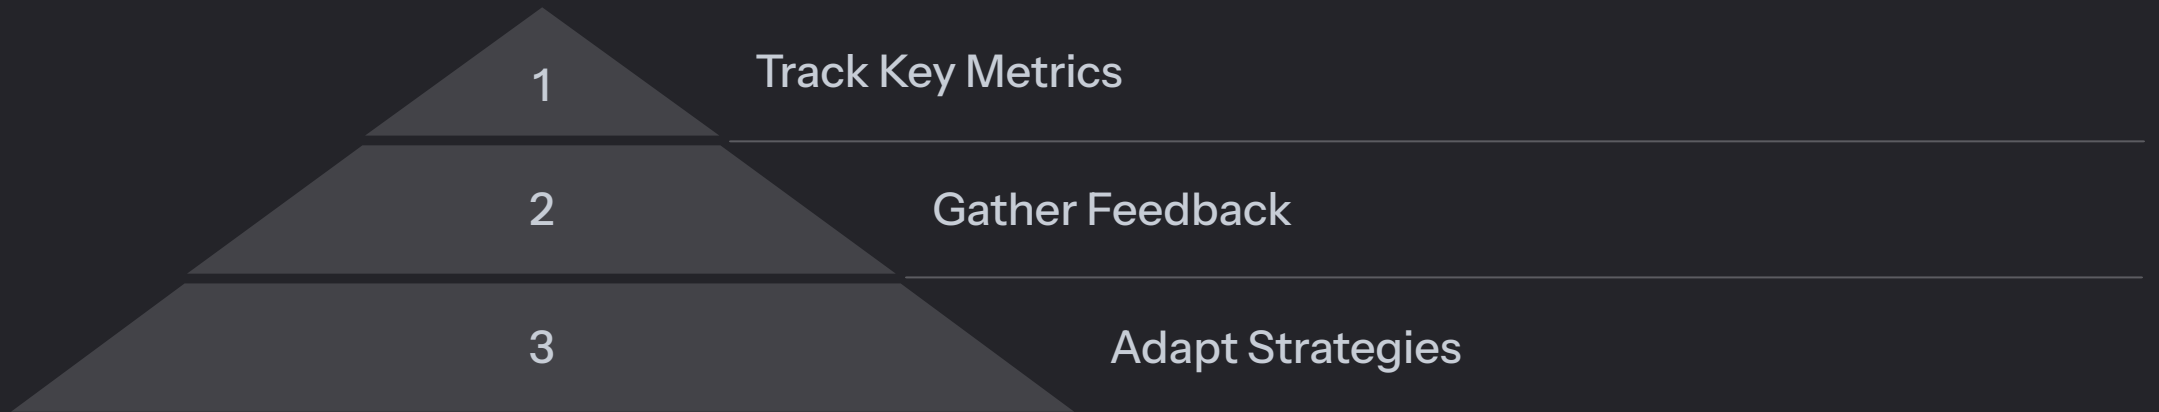 1
Track Key Metrics
2
Gather Feedback
3
Adapt Strategies